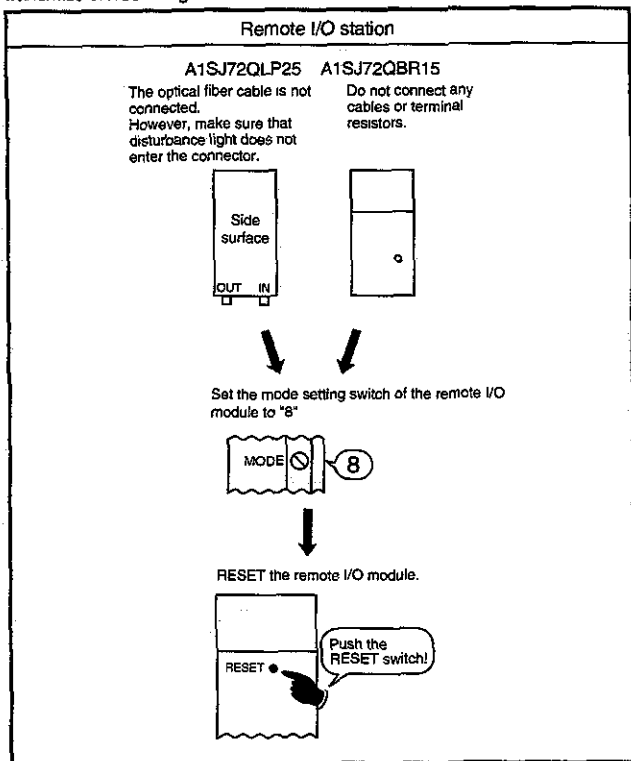 Remote I/O station
A1SJ72QLP25 A1SJ72QBR15
The optical fiber cable is not
connected.
However, make sure that
disturbance light does not
enter the connector.
Do not connect any
cables or terminal
resistors.
Side
surface
OUT IN
Set the mode setting switch of the remote I/O
module to "8"
MODE 8
RESET the remote I/O module.
RESET
Push the
RESET switch!